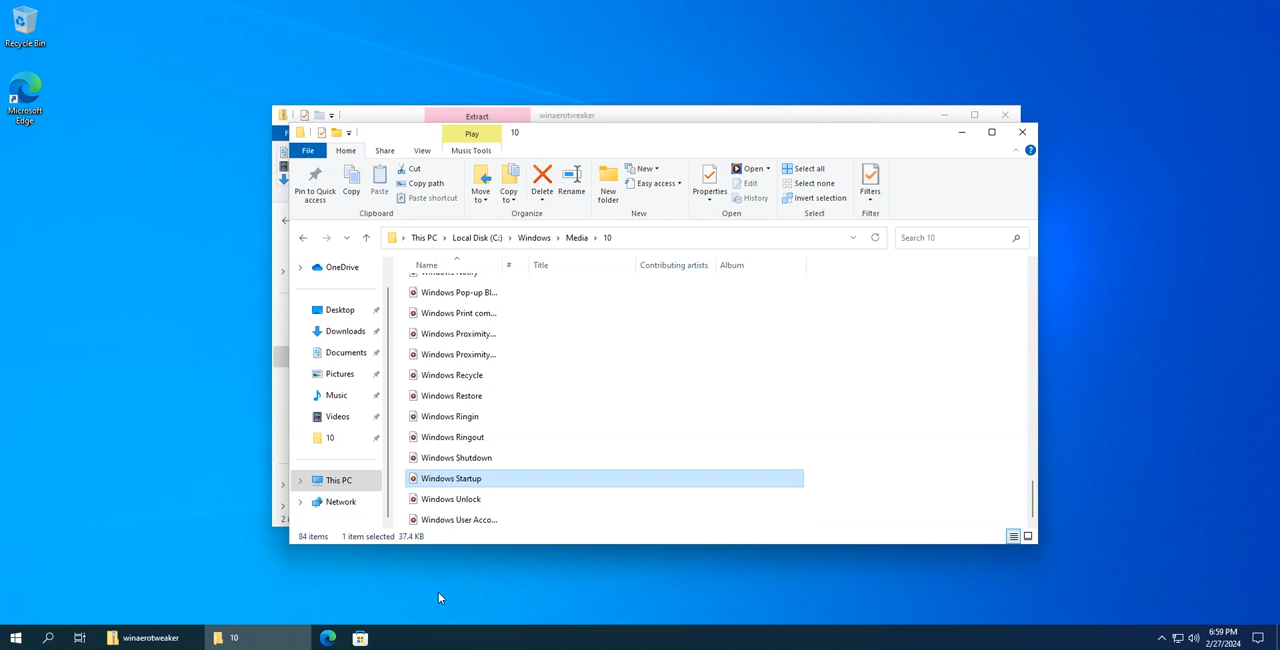 Recycle Bin
Microsoft
Edge
Extract
winaerotweaker
F
Play
10
File
Home
Share
View
Music Tools
Pin to Quick
access
Copy
Paste
Cut
Copy path
Paste shortcut
Clipboard
Move
to
Copy
to
Delete
Rename
Organize
New
folder
New
Easy access
New
Properties
Open
Edit
History
Open
Select all
Select none
Invert selection
Select
Filters
Filter
This PC > Local Disk (C:) > Windows > Media > 10
Search 10
Name
#
Title
Contributing artists
Album
OneDrive
Desktop
Downloads
Documents
Pictures
Music
Videos
10
This PC
Network
Windows Notify
Windows Pop-up Bl...
Windows Print com...
Windows Proximity...
Windows Proximity...
Windows Recycle
Windows Restore
Windows Ringin
Windows Ringout
Windows Shutdown
Windows Startup
Windows Unlock
Windows User Acco...
2 i
84 items
1 item selected 37.4 KB
winaerotweaker
10
6:59 PM
2/27/2024